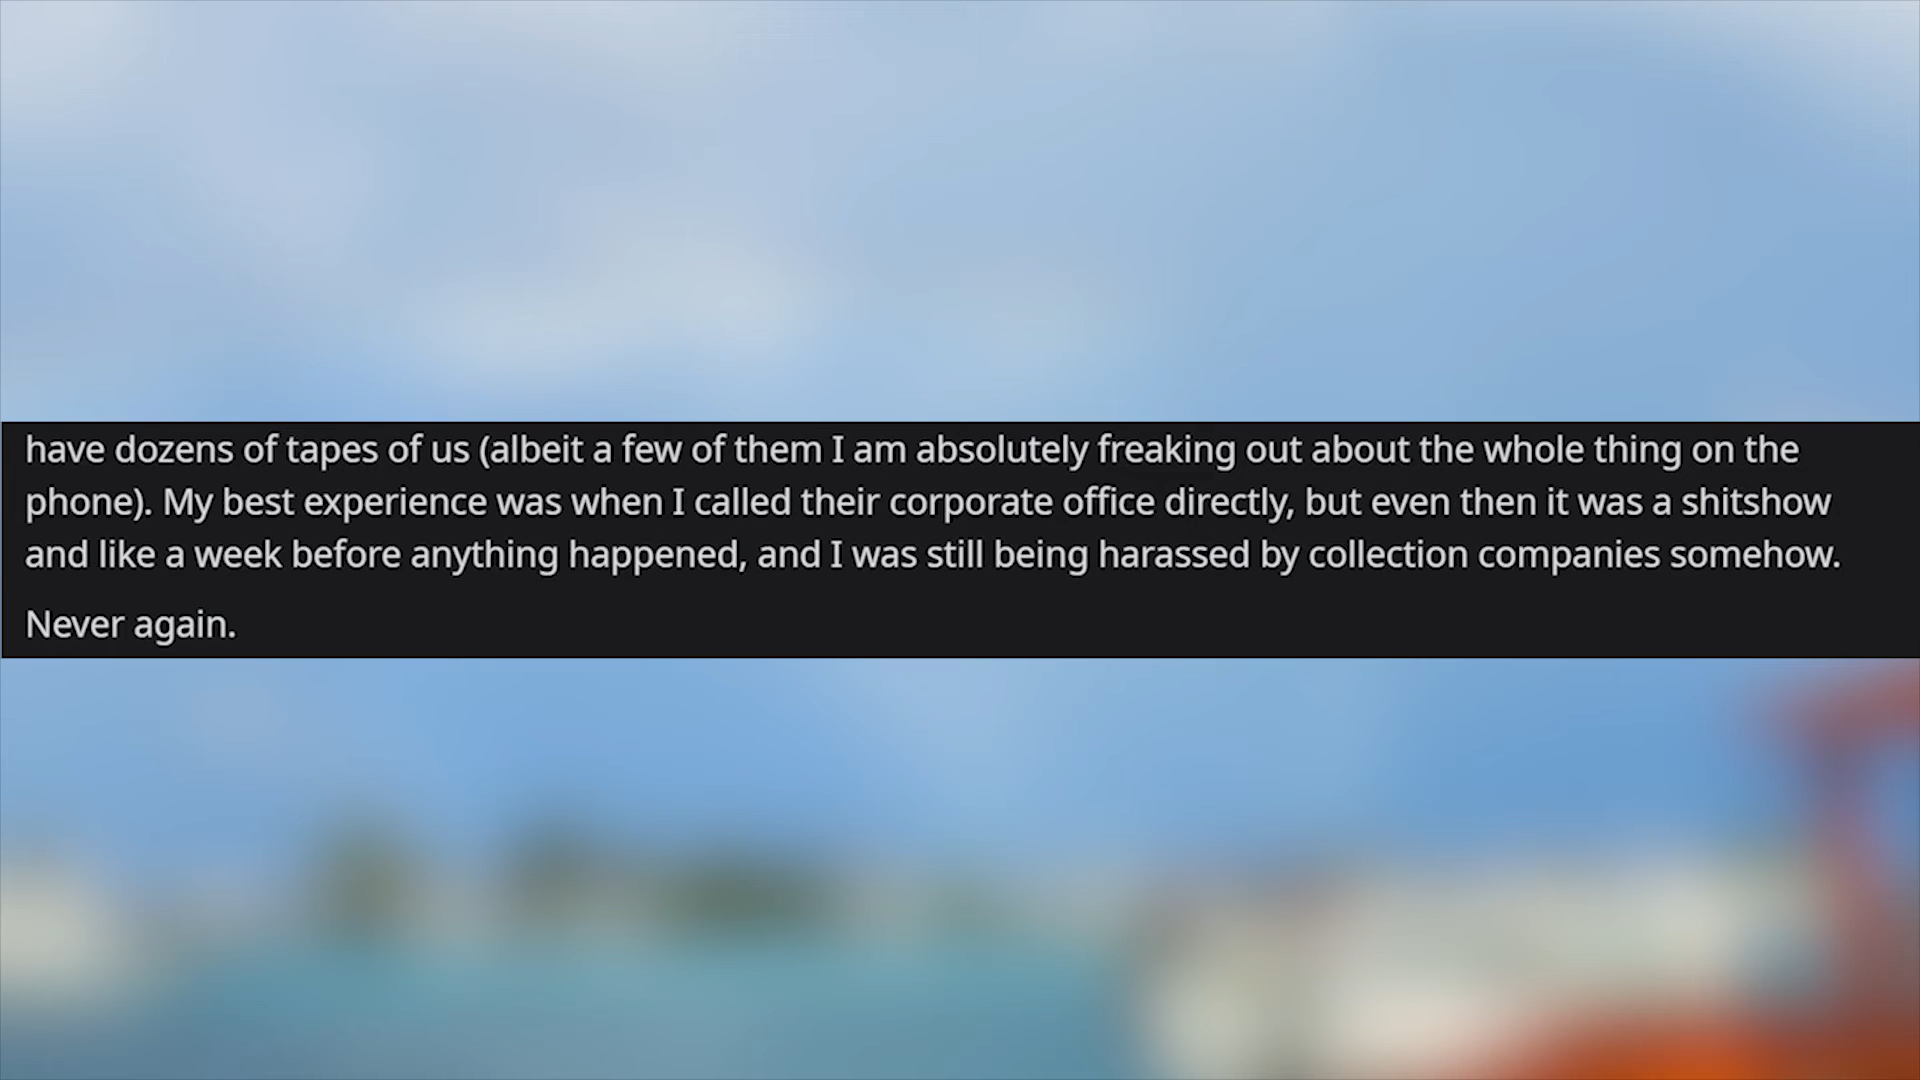 have dozens of tapes of us (albeit a few of them I am absolutely freaking out about the whole thing on the
phone). My best experience was when I called their corporate office directly, but even then it was a shitshow
and like a week before anything happened, and I was still being harassed by collection companies somehow.
Never again.